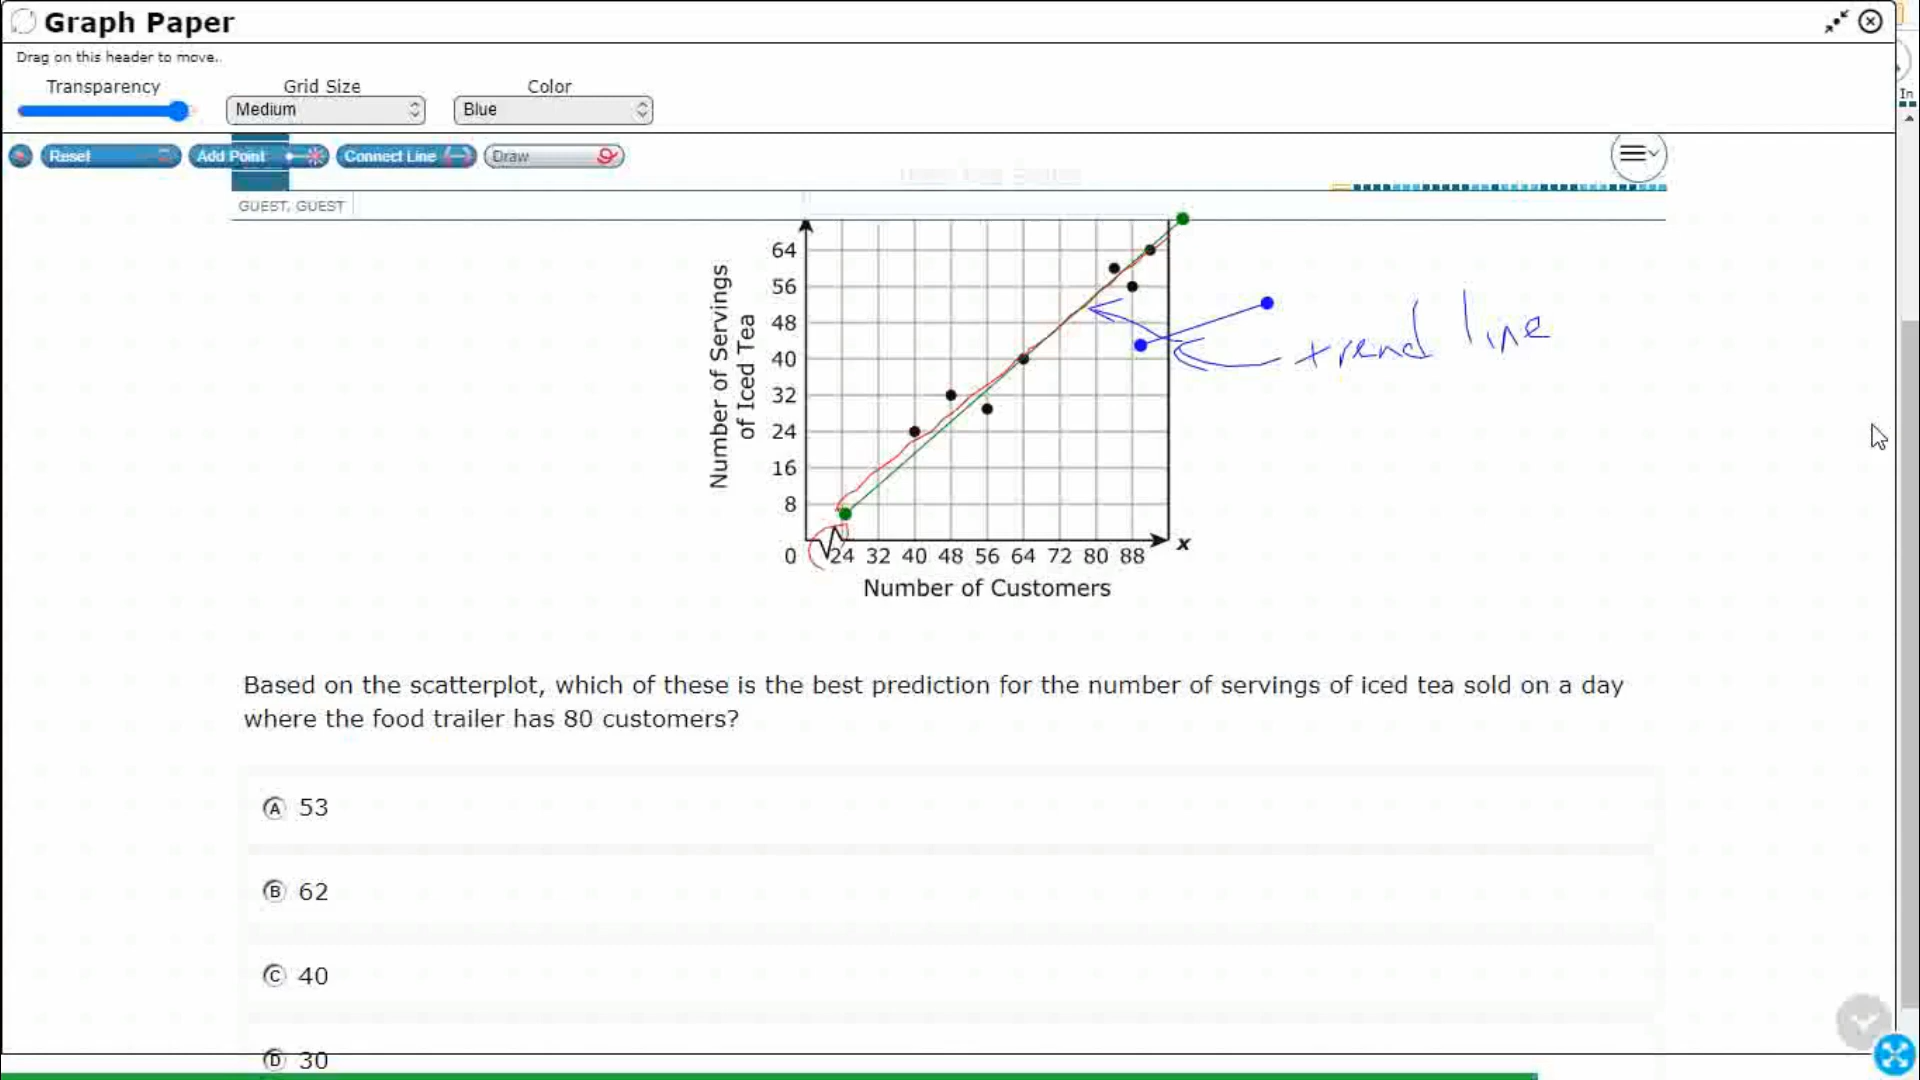 Graph Paper
Drag on this header to move..
Transparency
Grid Size
Color
Medium
Blue
Reset
Add Point
Connect Line
Draw
In
GUEST, GUEST
Number of Servings
of Iced Tea
64
56
48
40
32
24
16
8
0
24 32 40 48 56 64 72 80 88
x
Number of Customers
trend line
Based on the scatterplot, which of these is the best prediction for the number of servings of iced tea sold on a day
where the food trailer has 80 customers?
A 53
B 62
C 40
D 30